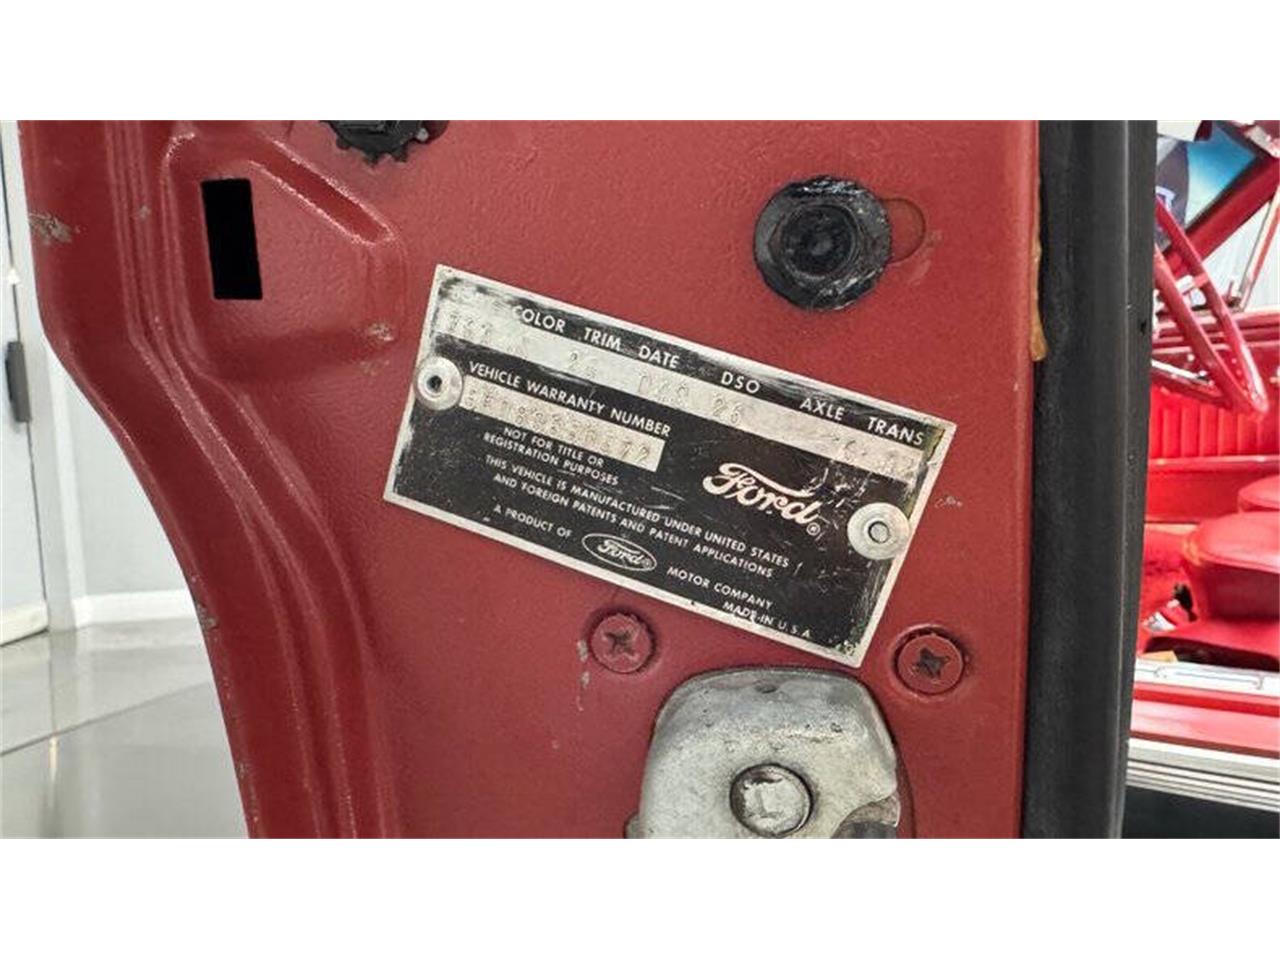 COLOR TRIM DATE DSO AXLE TRANS
VEHICLE WARRANTY NUMBER
NOT FOR TITLE OR
REGISTRATION PURPOSES
Ford®
THIS VEHICLE IS MANUFACTURED UNDER UNITED STATES
AND FOREIGN PATENTS AND PATENT APPLICATIONS
A PRODUCT OF Ford MOTOR COMPANY
MADE IN U.S.A.
L